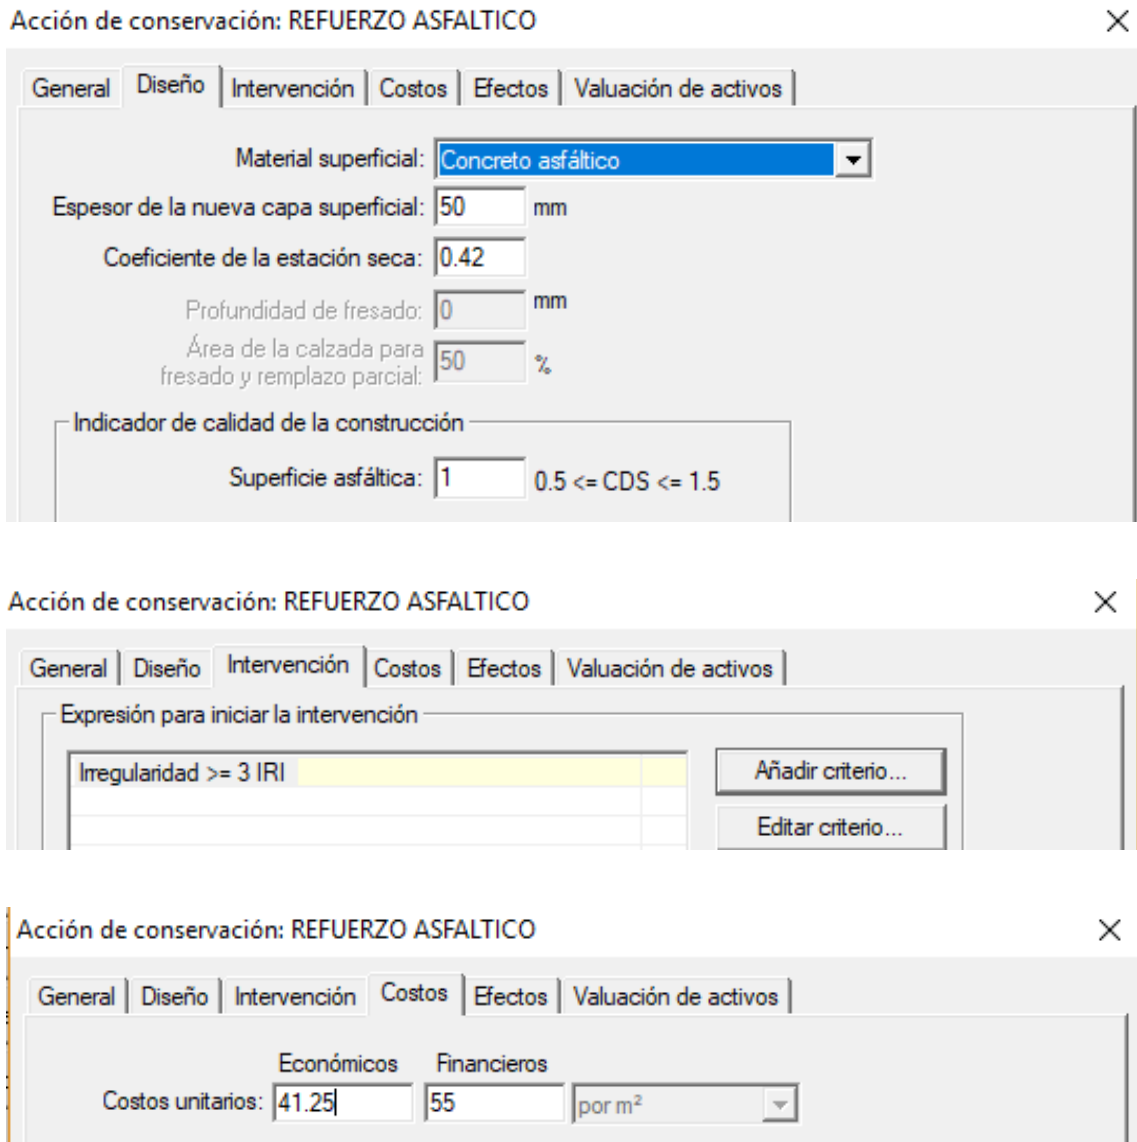 Acción de conservación: REFUERZO ASFALTICO
General Diseño Intervención Costos Efectos Valuación de activos
Material superficial: Concreto asfáltico
Espesor de la nueva capa superficial: 50 mm
Coeficiente de la estación seca: 0.42
Profundidad de fresado: 0 mm
Área de la calzada para
fresado y remplazo parcial: 50 %
Indicador de calidad de la construcción
Superficie asfáltica: 1 0.5 <= CDS <= 1.5
Acción de conservación: REFUERZO ASFALTICO
General Diseño Intervención Costos Efectos Valuación de activos
Expresión para iniciar la intervención
Irregularidad >= 3 IRI Añadir criterio...
Editar criterio...
Acción de conservación: REFUERZO ASFALTICO
General Diseño Intervención Costos Efectos Valuación de activos
Económicos Financieros
Costos unitarios: 41.25 55 por m²